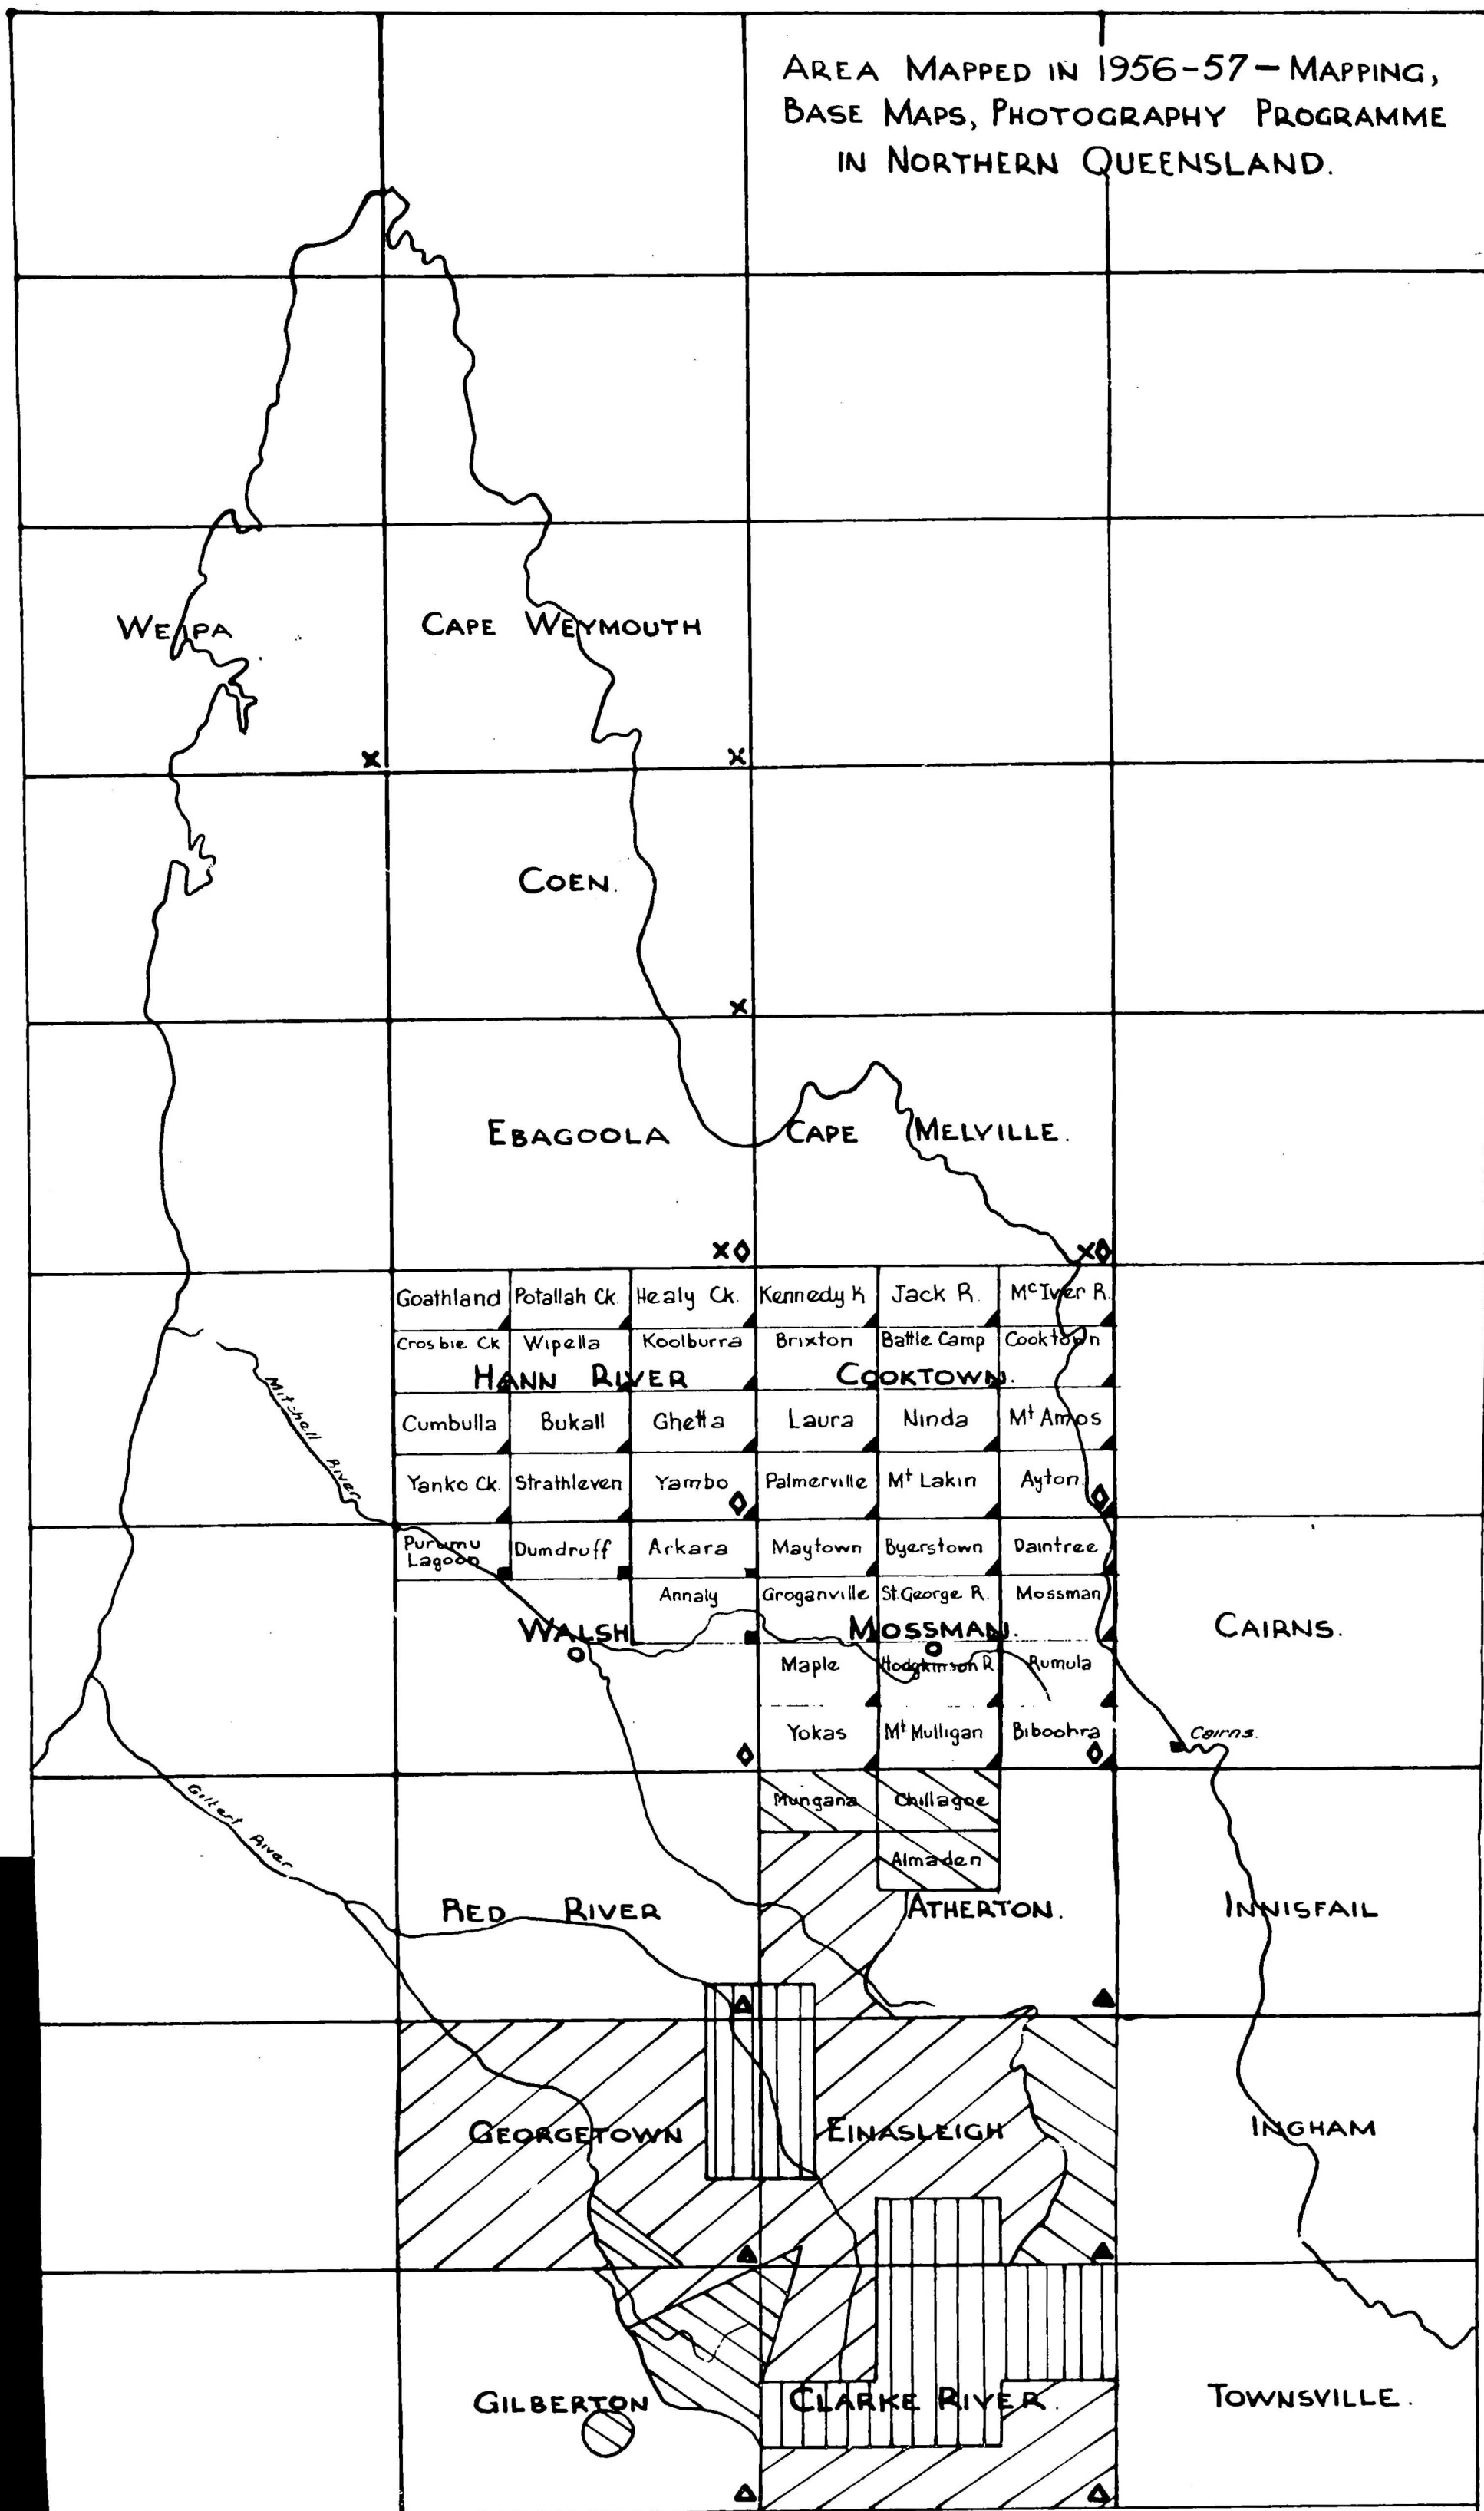 AREA MAPPED IN 1956-57 — MAPPING,
BASE MAPS, PHOTOGRAPHY PROGRAMME
IN NORTHERN QUEENSLAND.
WEIPA
CAPE WEYMOUTH
COEN.
EBAGOOLA
CAPE MELVILLE.
Goathland
Potallah Ck.
Healy Ck.
Kennedy R
Jack R.
McIver R.
Crosbie Ck
Wipella
Koolburra
Brixton
Battle Camp
Cooktown
HANN RIVER
COOKTOWN.
Cumbulla
Bukall
Ghetta
Laura
Ninda
Mt Amos
Mitchell River
Yanko Ck.
Strathleven
Yambo
Palmerville
Mt Lakin
Ayton
Purumu
Lagoon
Dumdruff
Arkara
Maytown
Byerstown
Daintree
Annaly
Groganville
St. George R.
Mossman
WALSH
MOSSMAN.
CAIRNS.
Maple
Hodgkinson R
Rumula
Yokas
Mt Mulligan
Biboohra
Cairns.
Mungana
Chillagoe
Gilbert River
Almaden
RED RIVER
ATHERTON.
INNISFAIL
GEORGETOWN
EINASLEIGH
INGHAM
GILBERTON
CLARKE RIVER.
TOWNSVILLE.